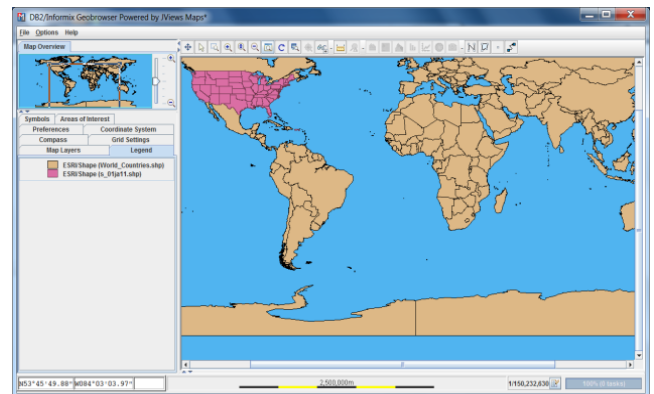 DB2/Informix Geobrowser Powered by JViews Maps*
File Options Help
Map Overview
Symbols Areas of Interest
Preferences Coordinate System
Compass Grid Settings
Map Layers Legend
ESRI/Shape (World_Countries.shp)
ESRI/Shape (s_01ja11.shp)
N53°45'49.88" W084°03'03.97" 2,500,000m 1/150,232,630 100% (0 tasks)